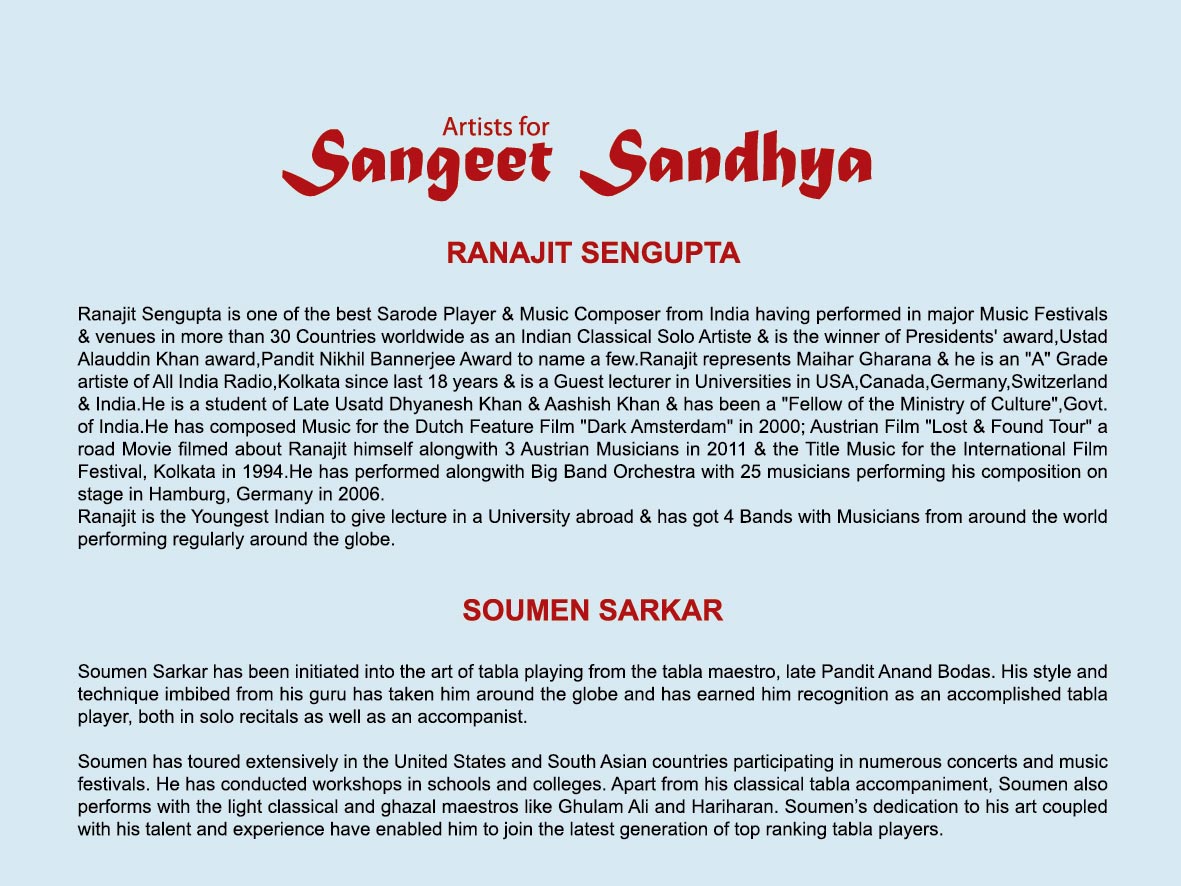 Artists for
Sangeet Sandhya
RANAJIT SENGUPTA
Ranajit Sengupta is one of the best Sarode Player & Music Composer from India having performed in major Music Festivals
& venues in more than 30 Countries worldwide as an Indian Classical Solo Artiste & is the winner of Presidents' award,Ustad
Alauddin Khan award,Pandit Nikhil Bannerjee Award to name a few.Ranajit represents Maihar Gharana & he is an "A" Grade
artiste of All India Radio,Kolkata since last 18 years & is a Guest lecturer in Universities in USA,Canada,Germany,Switzerland
& India.He is a student of Late Usatd Dhyanesh Khan & Aashish Khan & has been a "Fellow of the Ministry of Culture",Govt.
of India.He has composed Music for the Dutch Feature Film "Dark Amsterdam" in 2000; Austrian Film "Lost & Found Tour" a
road Movie filmed about Ranajit himself alongwith 3 Austrian Musicians in 2011 & the Title Music for the International Film
Festival, Kolkata in 1994.He has performed alongwith Big Band Orchestra with 25 musicians performing his composition on
stage in Hamburg, Germany in 2006.
Ranajit is the Youngest Indian to give lecture in a University abroad & has got 4 Bands with Musicians from around the world
performing regularly around the globe.
SOUMEN SARKAR
Soumen Sarkar has been initiated into the art of tabla playing from the tabla maestro, late Pandit Anand Bodas. His style and
technique imbibed from his guru has taken him around the globe and has earned him recognition as an accomplished tabla
player, both in solo recitals as well as an accompanist.
Soumen has toured extensively in the United States and South Asian countries participating in numerous concerts and music
festivals. He has conducted workshops in schools and colleges. Apart from his classical tabla accompaniment, Soumen also
performs with the light classical and ghazal maestros like Ghulam Ali and Hariharan. Soumen’s dedication to his art coupled
with his talent and experience have enabled him to join the latest generation of top ranking tabla players.